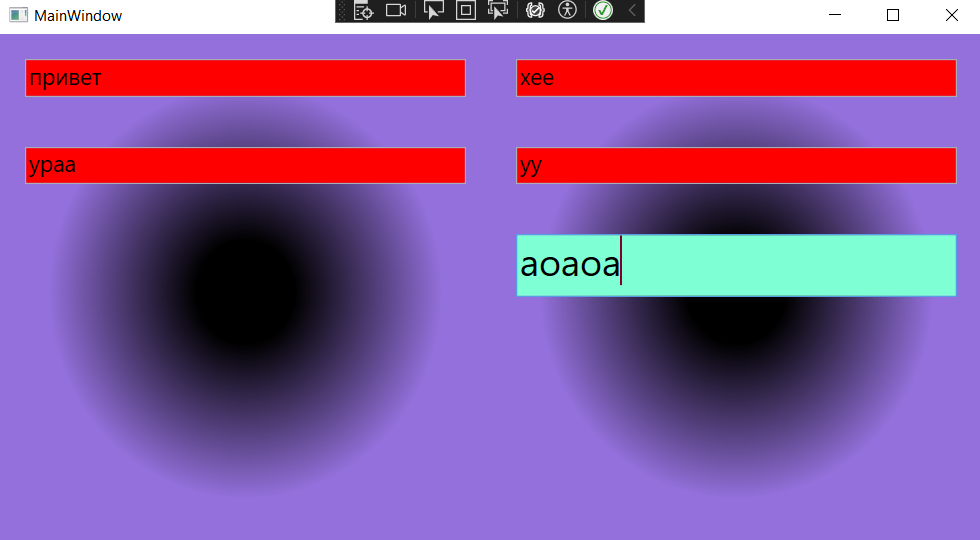 MainWindow
привет
хее
ураа
уу
аоаоа